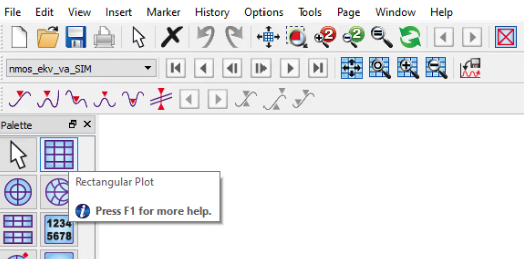 File Edit View Insert Marker History Options Tools Page Window Help
nmos_ekv_va_SIM
Palette
Rectangular Plot
Press F1 for more help.
1234
5678